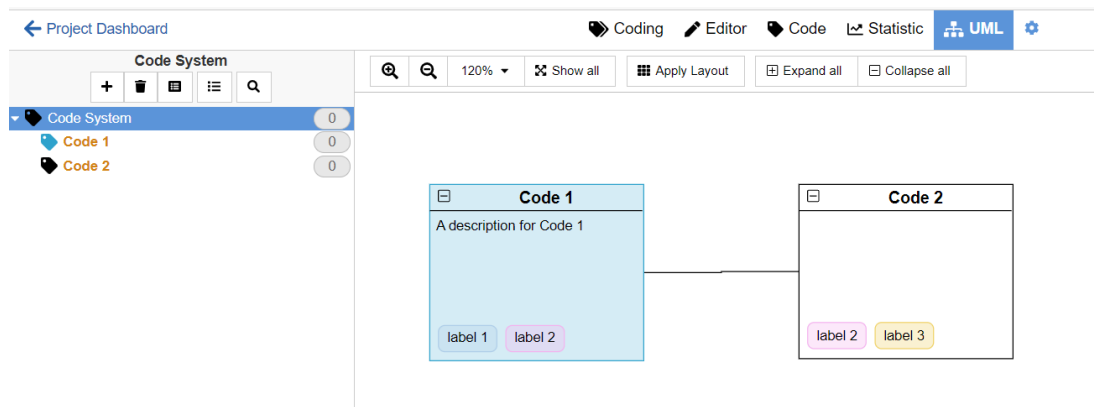 Project Dashboard
Coding Editor Code Statistic UML
Code System
120% Show all Apply Layout Expand all Collapse all
Code System 0
Code 1 0
Code 2 0
Code 1
A description for Code 1
label 1 label 2
Code 2
label 2 label 3